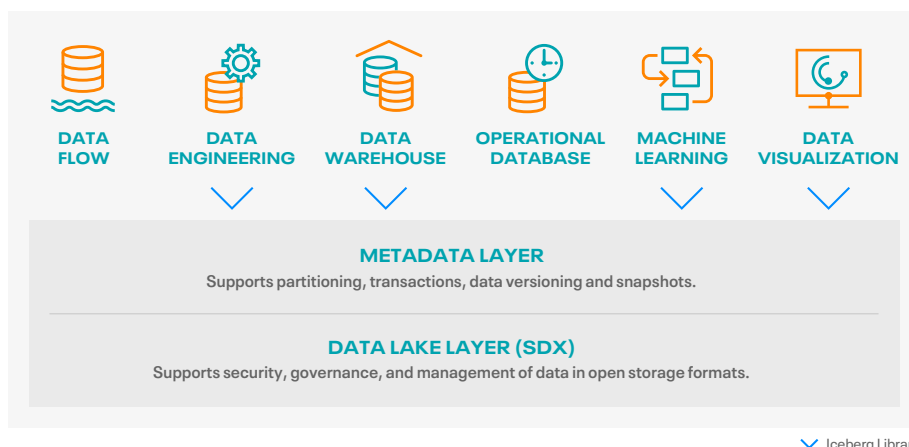 DATA
FLOW
DATA
ENGINEERING
DATA
WAREHOUSE
OPERATIONAL
DATABASE
MACHINE
LEARNING
DATA
VISUALIZATION
METADATA LAYER
Supports partitioning, transactions, data versioning and snapshots.
DATA LAKE LAYER (SDX)
Supports security, governance, and management of data in open storage formats.
Iceberg